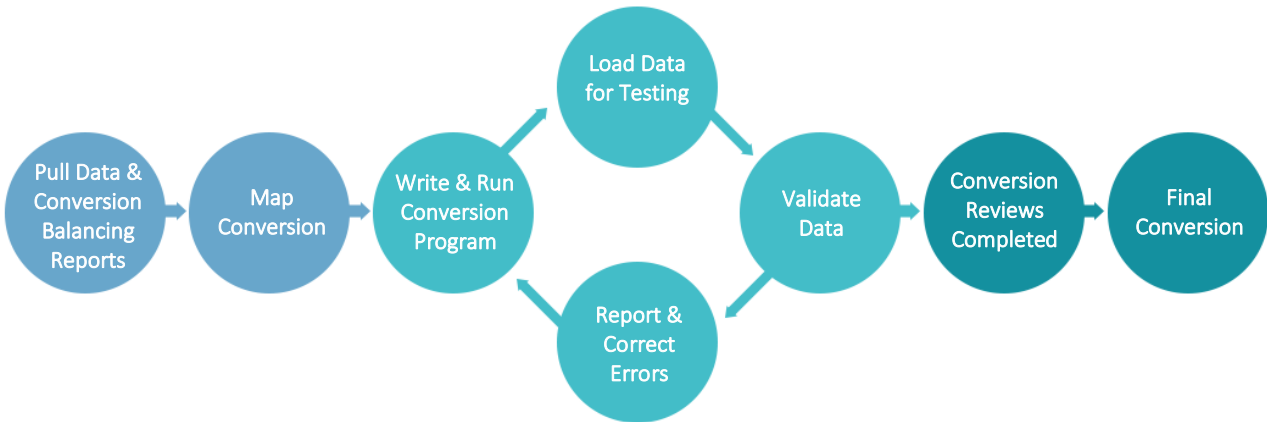 Pull Data &
Conversion
Balancing
Reports
Map
Conversion
Write & Run
Conversion
Program
Load Data
for Testing
Validate
Data
Report &
Correct
Errors
Conversion
Reviews
Completed
Final
Conversion